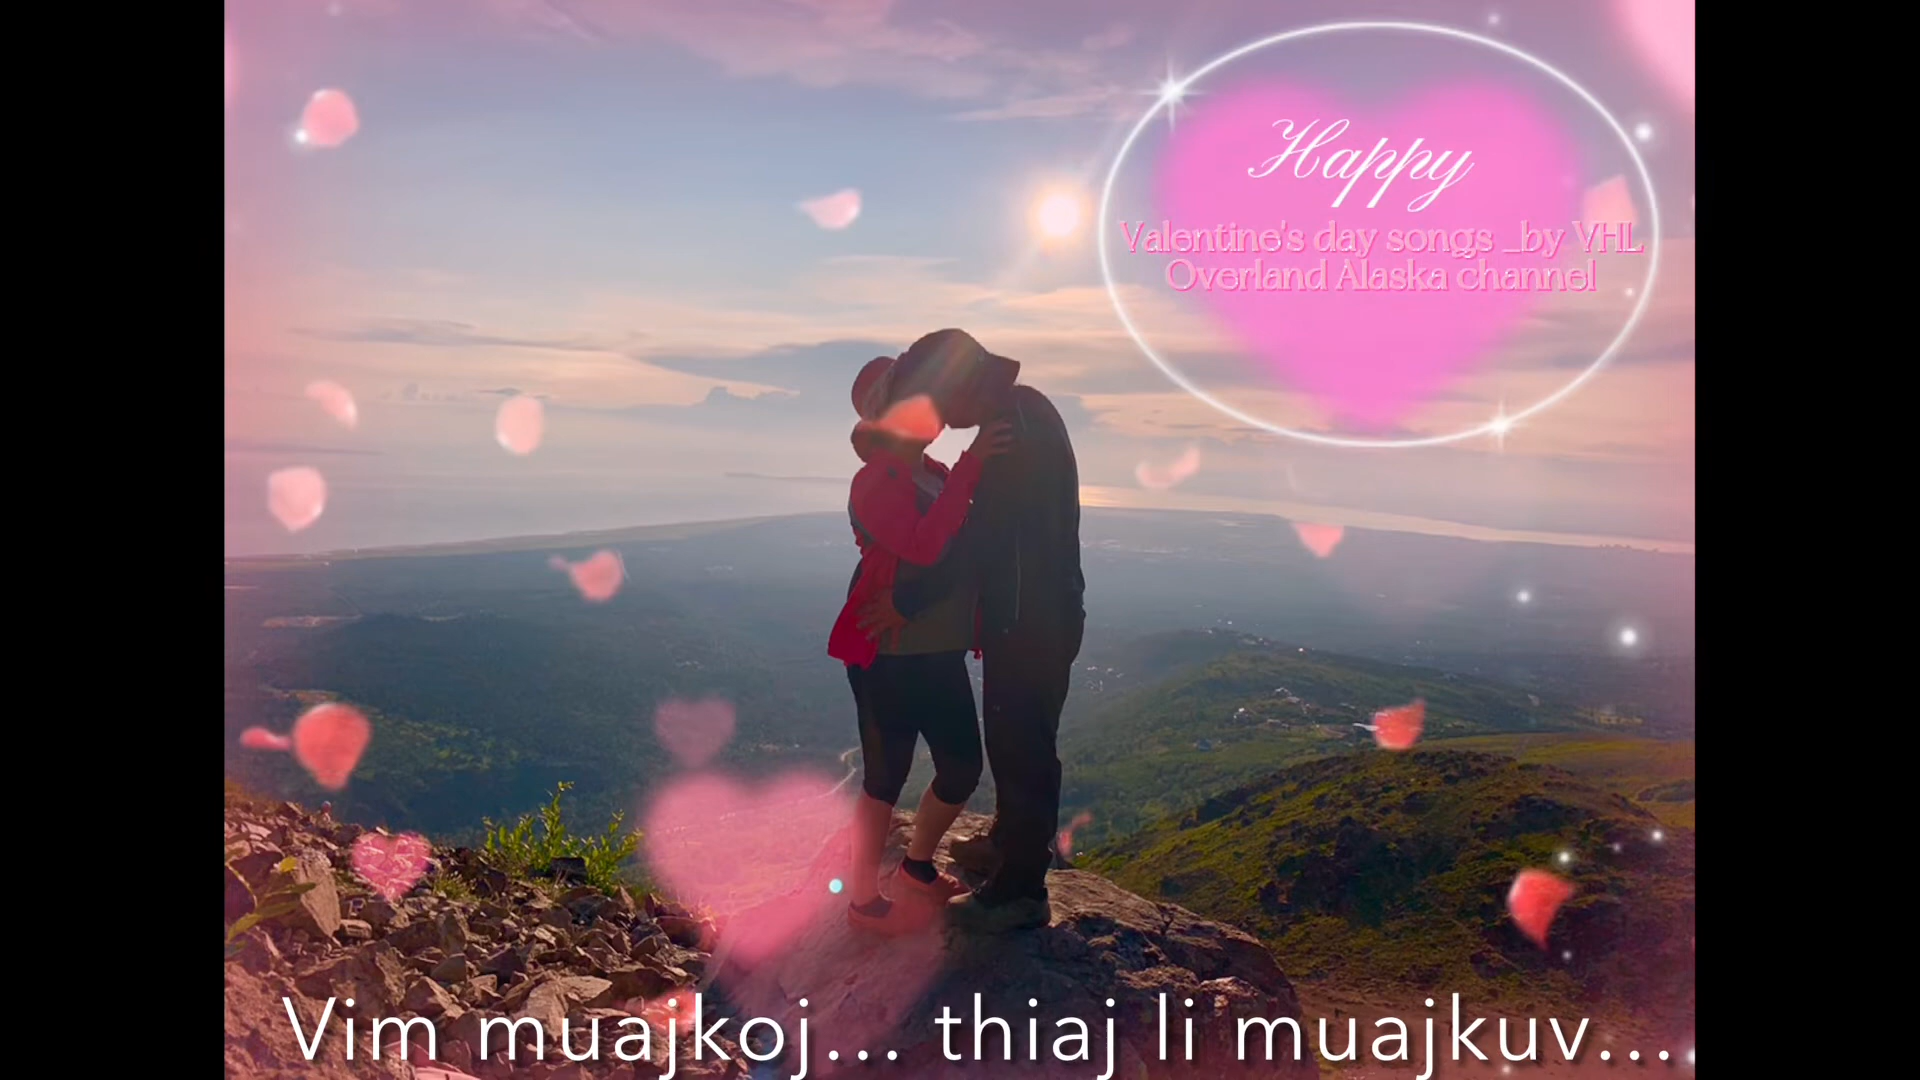 Happy
Valentine's day songs _by VHL
Overland Alaska channel
Vim muajkoj... thiaj li muajkuv...